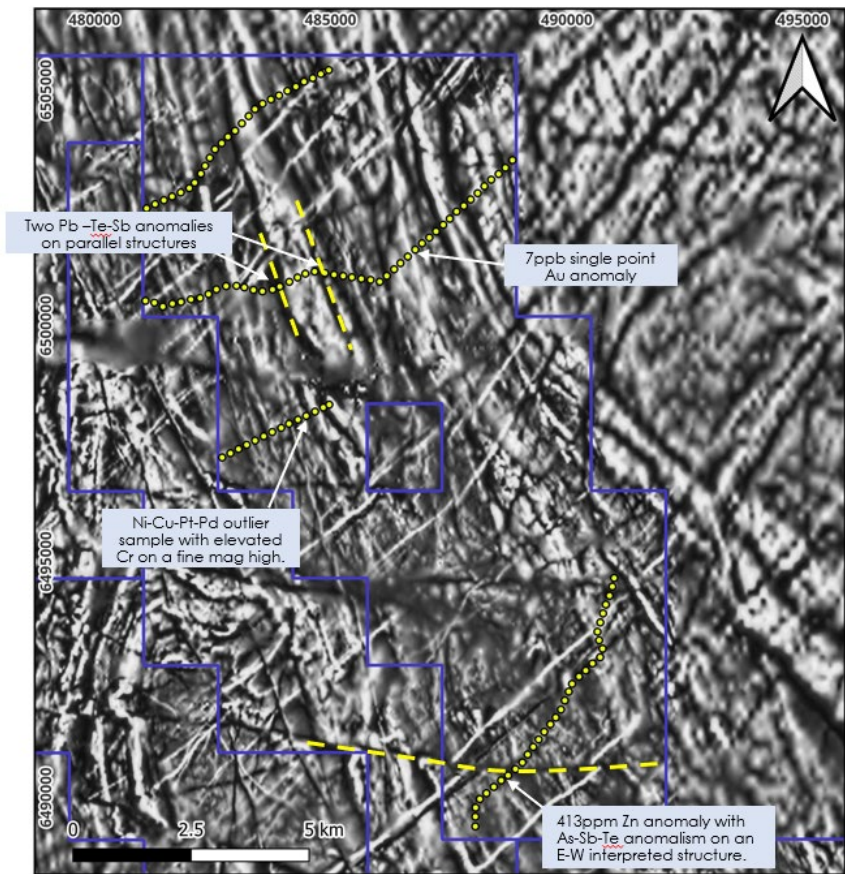 480000
485000
490000
495000
6505000
Two Pb –Te-Sb anomalies
on parallel structures
7ppb single point
Au anomaly
6500000
Ni-Cu-Pt-Pd outlier
sample with elevated
Cr on a fine mag high.
6495000
6490000
0
2.5
5 km
413ppm Zn anomaly with
As-Sb-Te anomalism on an
E-W interpreted structure.